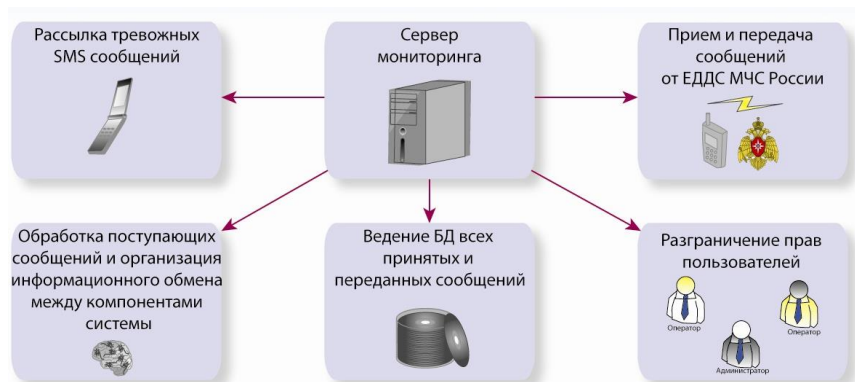 Рассылка тревожных
SMS сообщений
Сервер
мониторинга
Прием и передача
сообщений
от ЕДДС МЧС России
Обработка поступающих
сообщений и организация
информационного обмена
между компонентами
системы
Ведение БД всех
принятых и
переданных сообщений
Разграничение прав
пользователей
Оператор
Оператор
Администратор